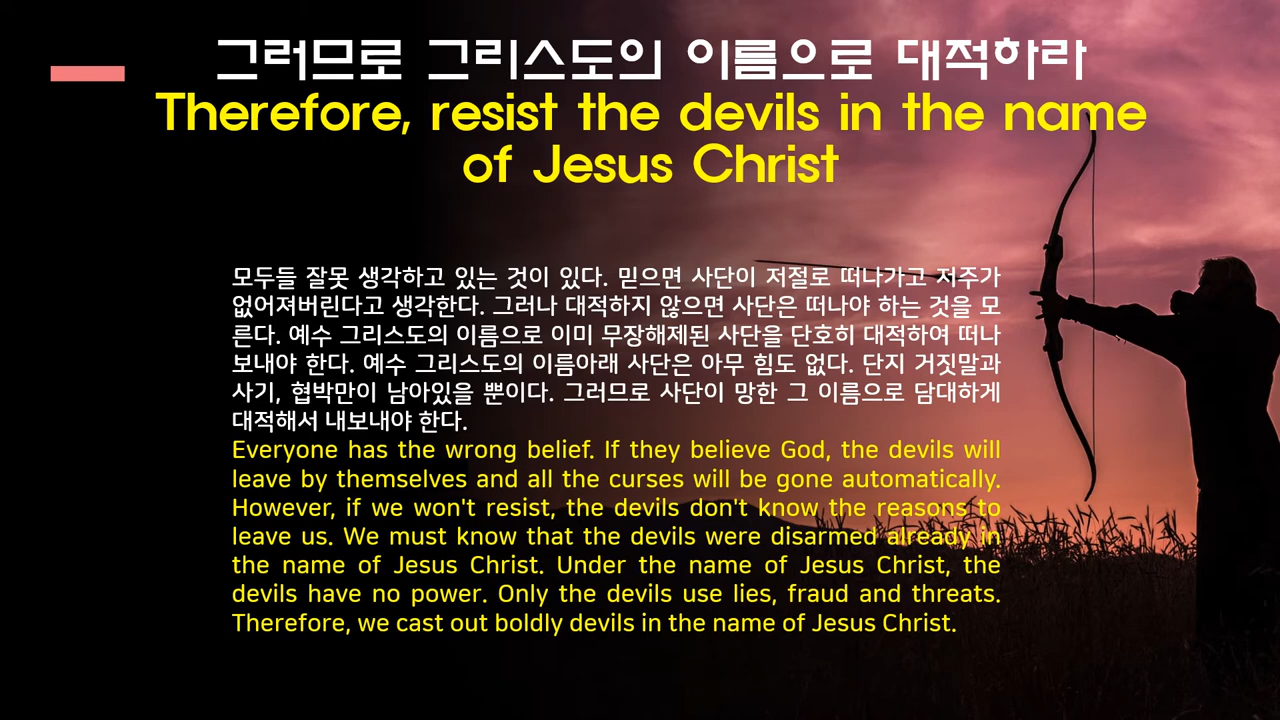 그러므로 그리스도의 이름으로 대적하라
Therefore, resist the devils in the name
of Jesus Christ
모두들 잘못 생각하고 있는 것이 있다. 믿으면 사단이 저절로 떠나가고 저주가
없어져버린다고 생각한다. 그러나 대적하지 않으면 사단은 떠나야 하는 것을 모
른다. 예수 그리스도의 이름으로 이미 무장해제된 사단을 단호히 대적하여 떠나
보내야 한다. 예수 그리스도의 이름아래 사단은 아무 힘도 없다. 단지 거짓말과
사기, 협박만이 남아있을 뿐이다. 그러므로 사단이 망한 그 이름으로 담대하게
대적해서 내보내야 한다.
Everyone has the wrong belief. If they believe God, the devils will
leave by themselves and all the curses will be gone automatically.
However, if we won't resist, the devils don't know the reasons to
leave us. We must know that the devils were disarmed already in
the name of Jesus Christ. Under the name of Jesus Christ, the
devils have no power. Only the devils use lies, fraud and threats.
Therefore, we cast out boldly devils in the name of Jesus Christ.